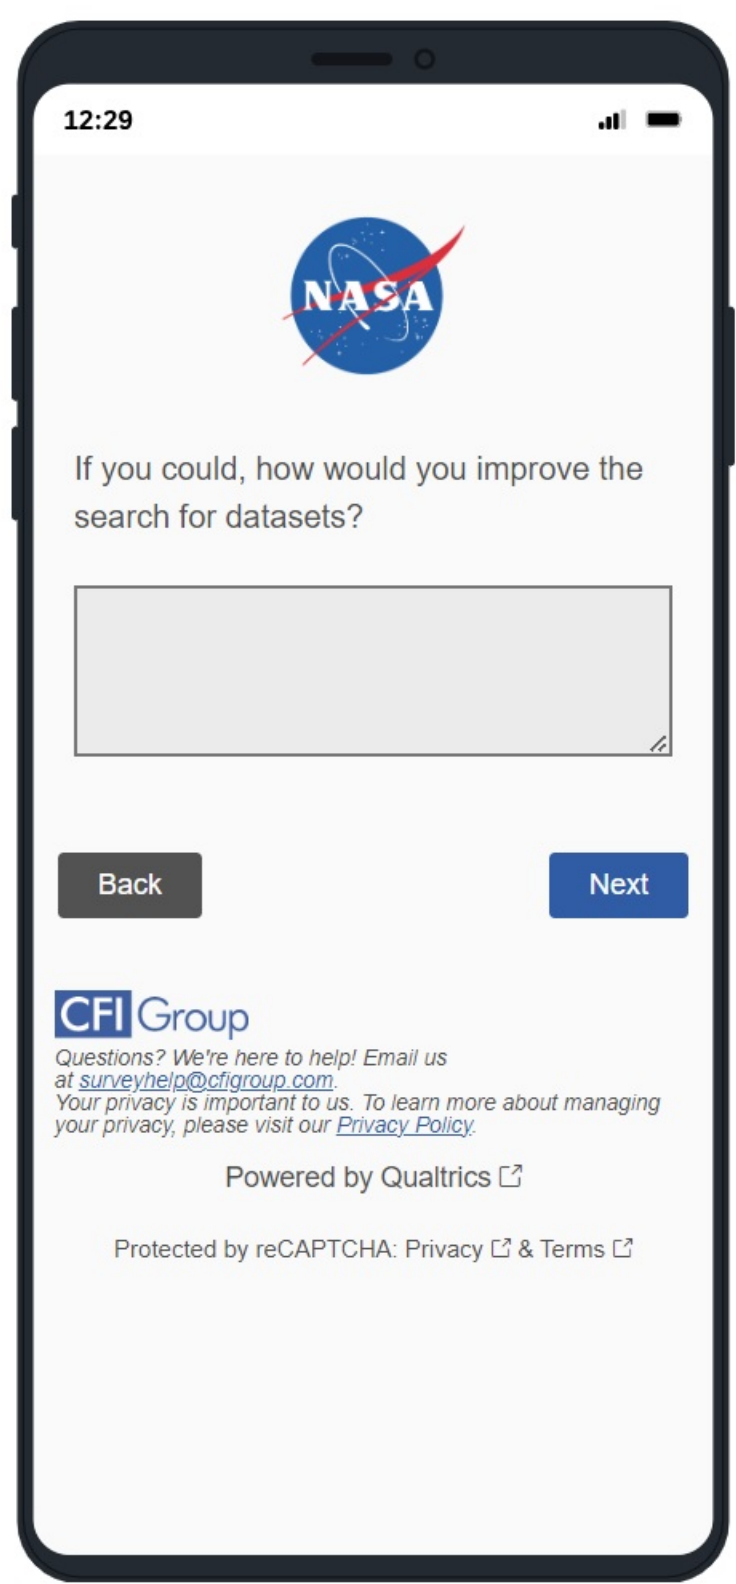 12:29
NASA
If you could, how would you improve the
search for datasets?
Back
Next
CFI Group
Questions? We're here to help! Email us
at surveyhelp@cfigroup.com.
Your privacy is important to us. To learn more about managing
your privacy, please visit our Privacy Policy.
Powered by Qualtrics
Protected by reCAPTCHA: Privacy & Terms